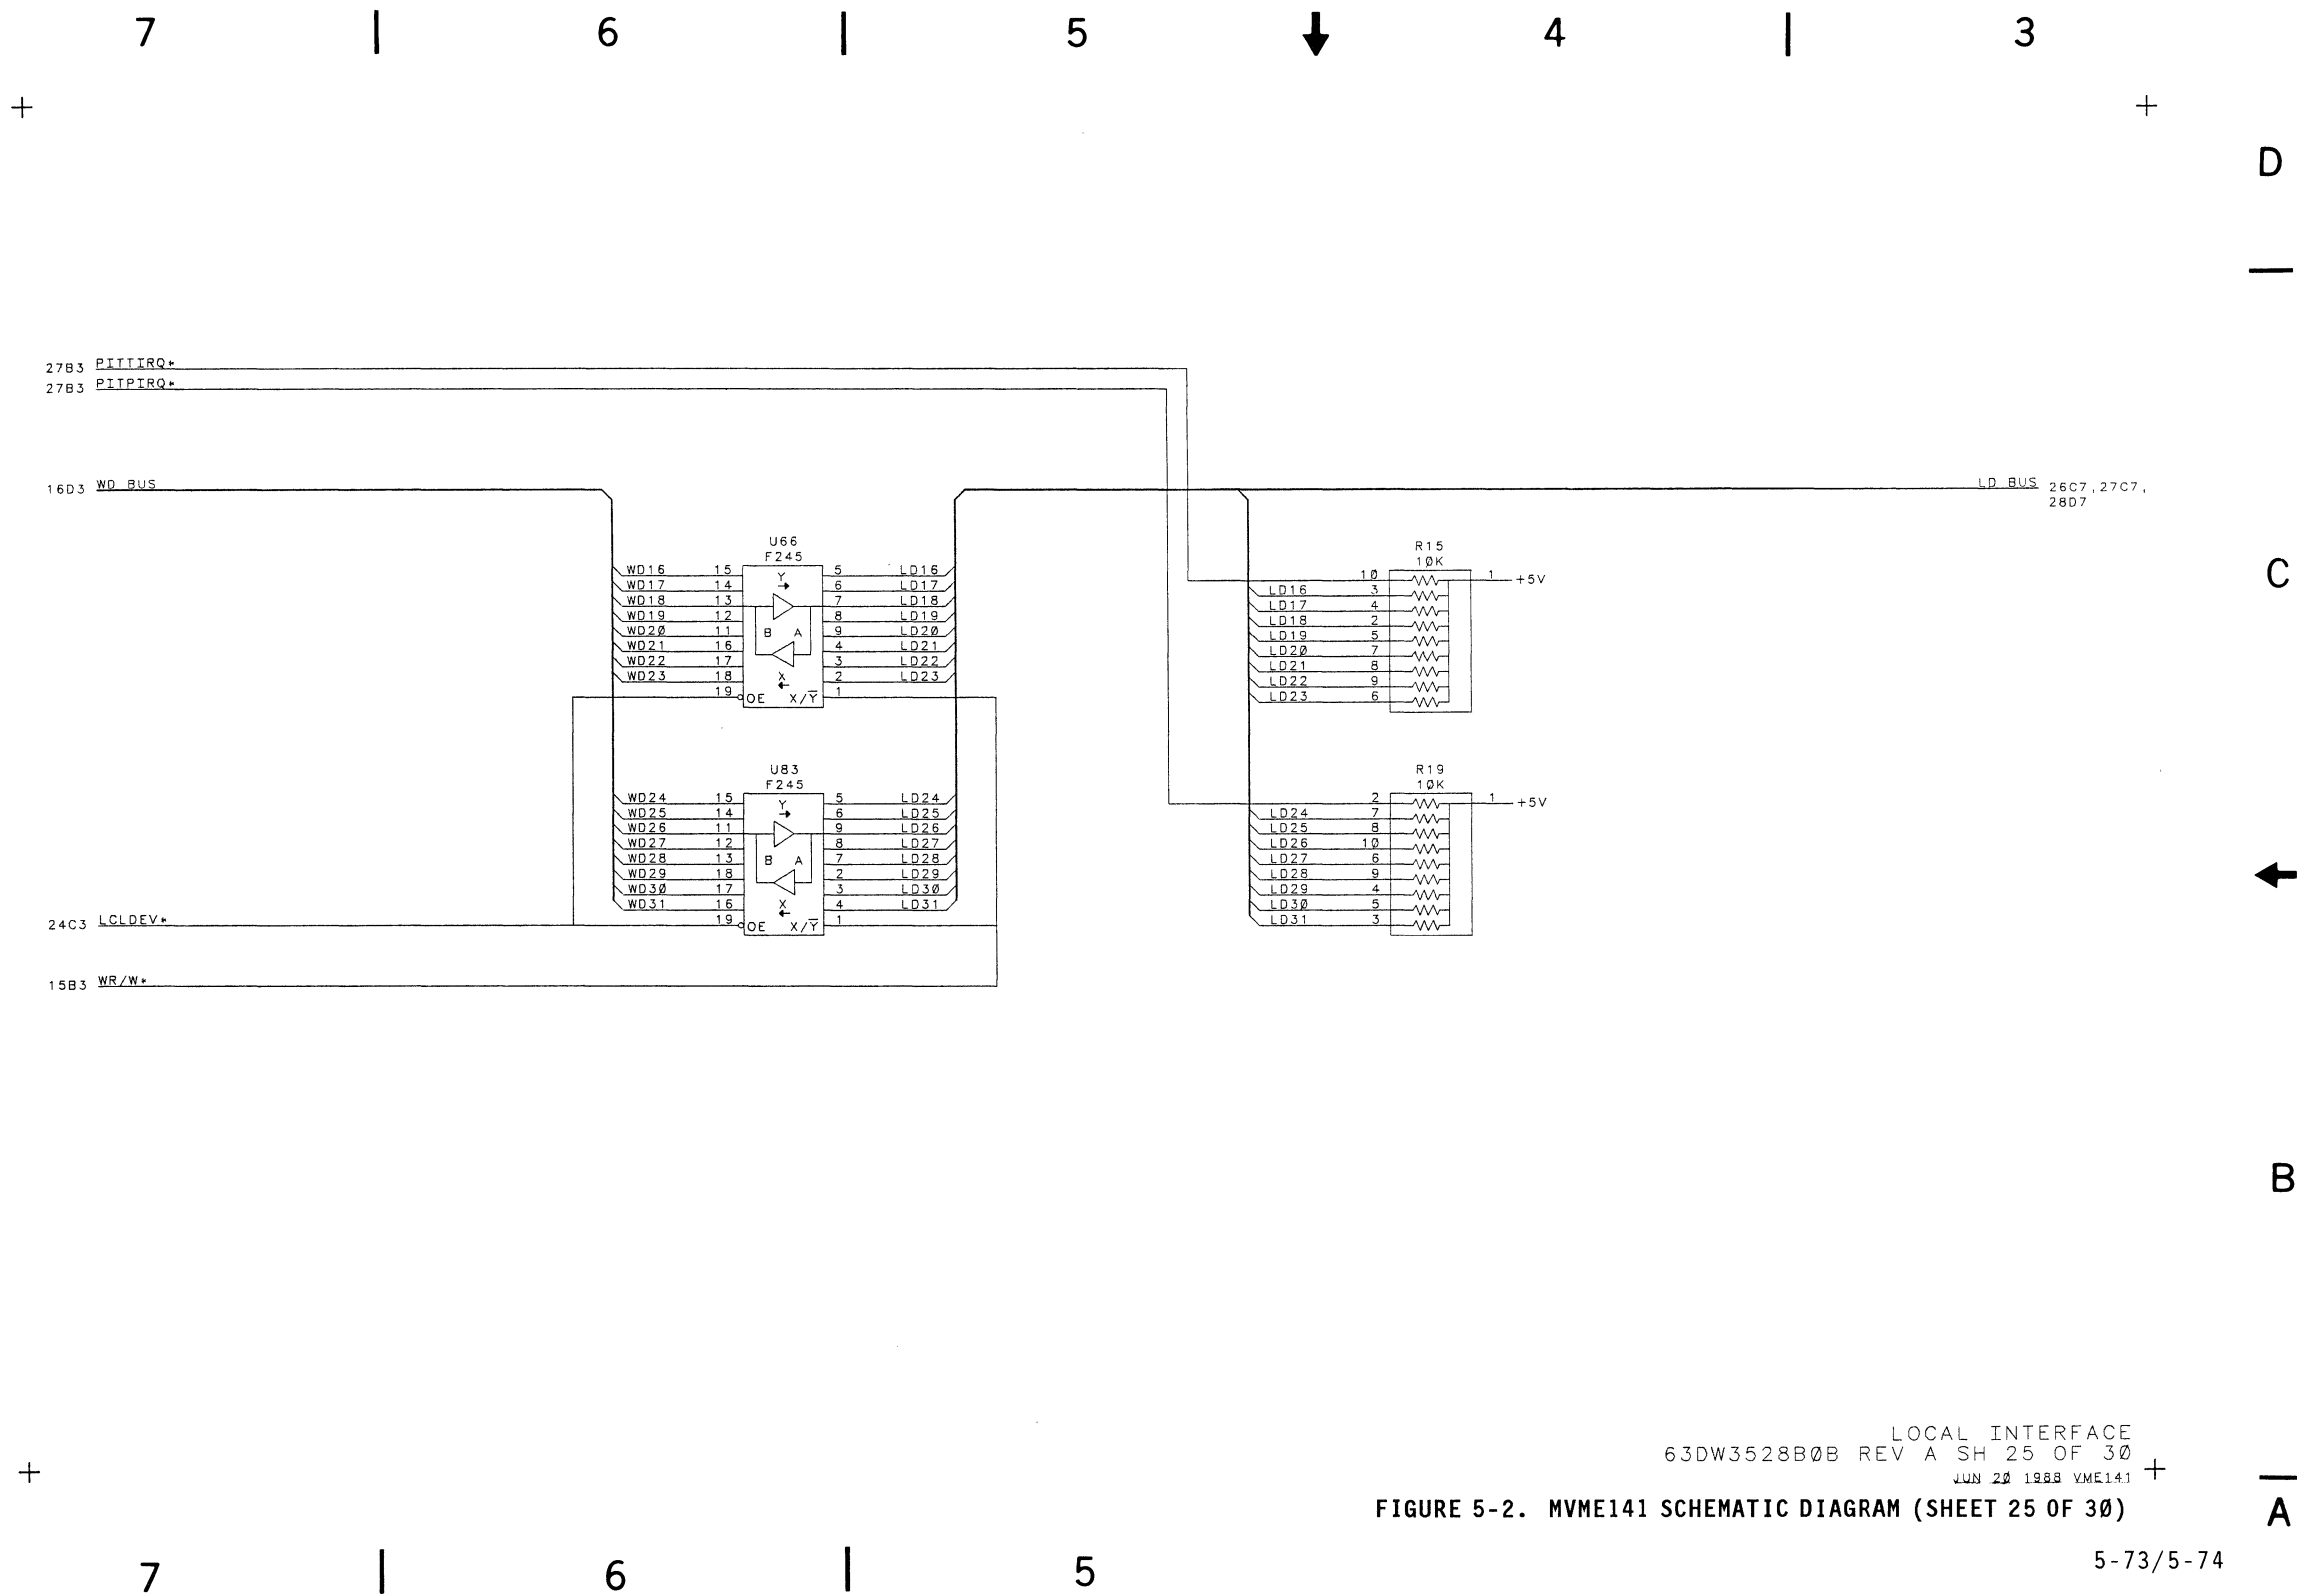 7 6 5 4 3
D
27B3 PITTIRQ*
27B3 PITPIRQ*
16D3 WD BUS
LD BUS 26C7,27C7,
28D7
U66
F245
WD16 15 Y 5 LD16
WD17 14 6 LD17
WD18 13 7 LD18
WD19 12 8 LD19
WD2Ø 11 B A 9 LD2Ø
WD21 16 4 LD21
WD22 17 3 LD22
WD23 18 X 2 LD23
19 OE X/Y̅ 1
R15
1ØK
1Ø 1 +5V
LD16 3
LD17 4
LD18 2
LD19 5
LD2Ø 7
LD21 8
LD22 9
LD23 6
C
U83
F245
WD24 15 Y 5 LD24
WD25 14 6 LD25
WD26 11 9 LD26
WD27 12 8 LD27
WD28 13 B A 7 LD28
WD29 18 2 LD29
WD3Ø 17 3 LD3Ø
WD31 16 X 4 LD31
19 OE X/Y̅ 1
R19
1ØK
2 1 +5V
LD24 7
LD25 8
LD26 1Ø
LD27 6
LD28 9
LD29 4
LD3Ø 5
LD31 3
24C3 LCLDEV*
15B3 WR/W*
B
LOCAL INTERFACE
63DW3528BØB REV A SH 25 OF 3Ø
JUN 2Ø 1988 VME141
FIGURE 5-2. MVME141 SCHEMATIC DIAGRAM (SHEET 25 OF 3Ø)
A
5-73/5-74
7 6 5